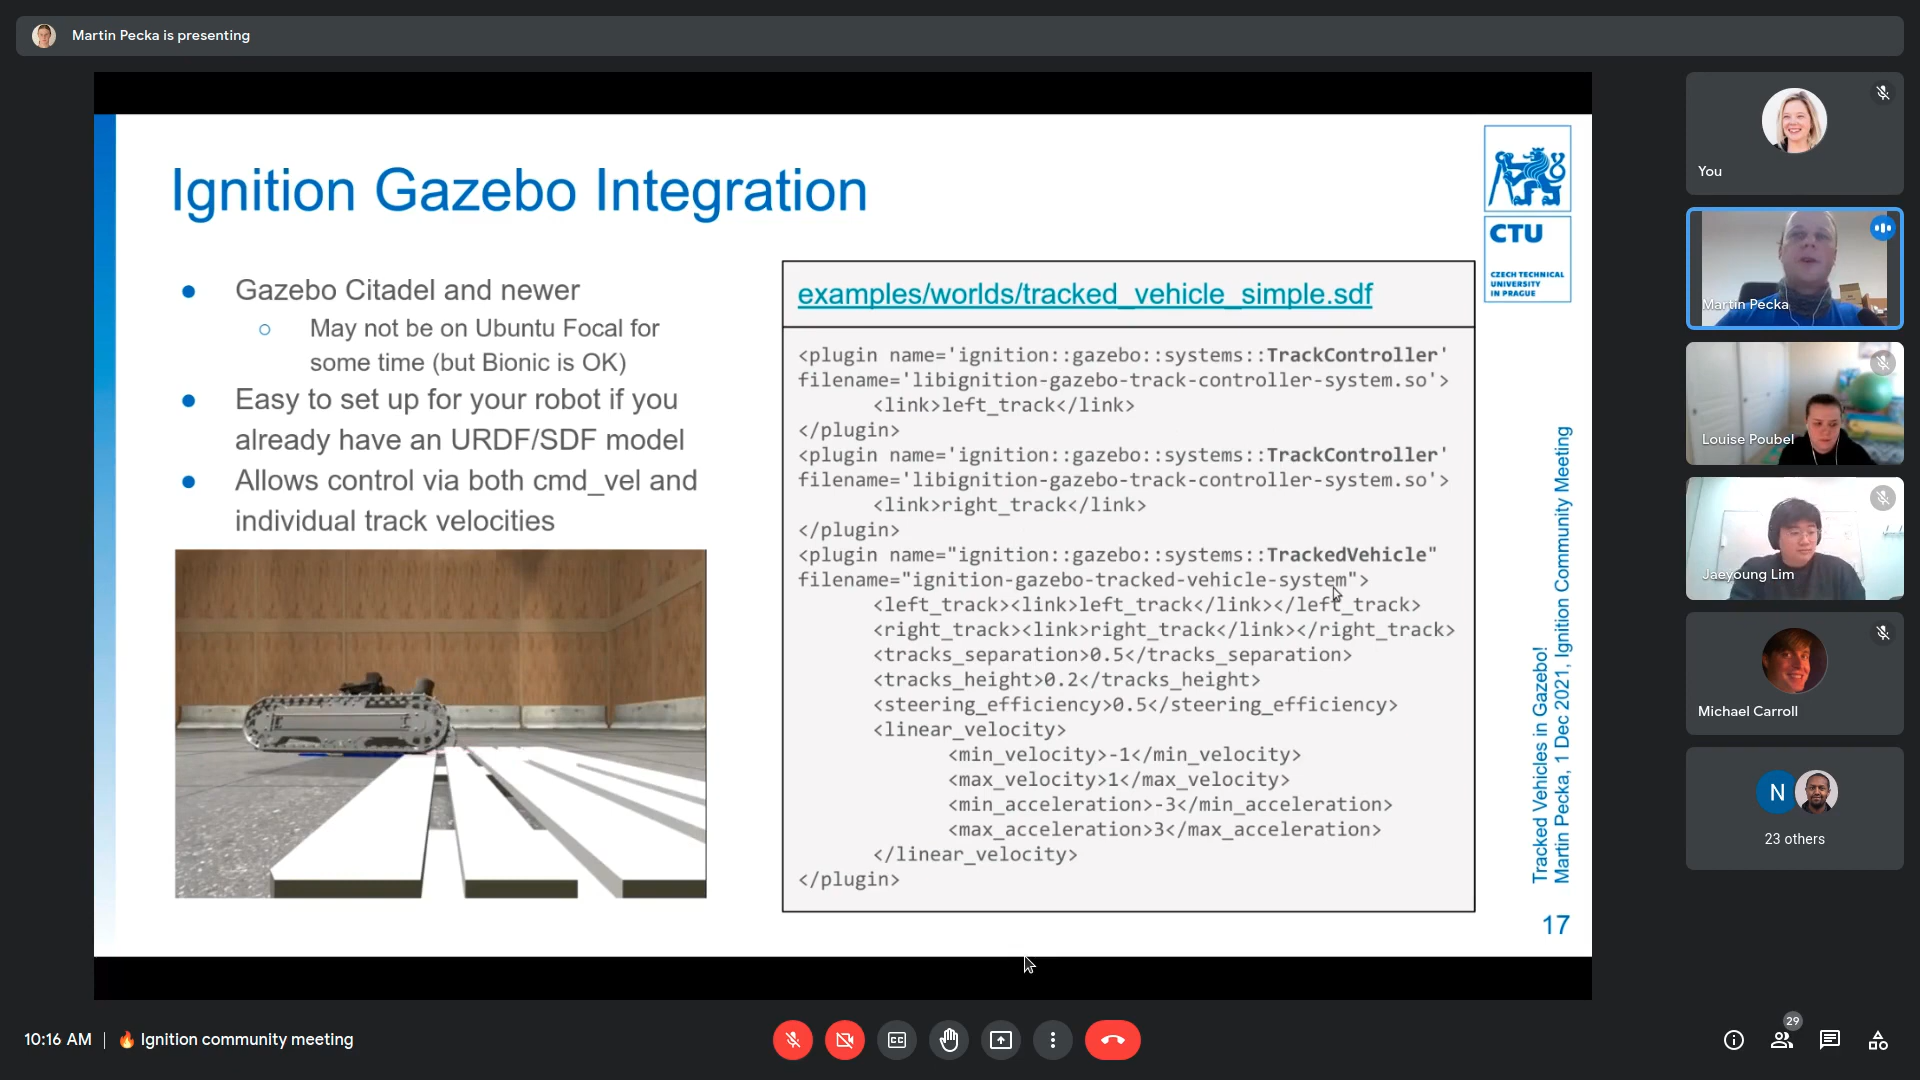 Martin Pecka is presenting
Ignition Gazebo Integration
● Gazebo Citadel and newer
○ May not be on Ubuntu Focal for
some time (but Bionic is OK)
● Easy to set up for your robot if you
already have an URDF/SDF model
● Allows control via both cmd_vel and
individual track velocities
examples/worlds/tracked_vehicle_simple.sdf
<plugin name='ignition::gazebo::systems::TrackController'
filename='libignition-gazebo-track-controller-system.so'>
<link>left_track</link>
</plugin>
<plugin name='ignition::gazebo::systems::TrackController'
filename='libignition-gazebo-track-controller-system.so'>
<link>right_track</link>
</plugin>
<plugin name="ignition::gazebo::systems::TrackedVehicle"
filename="ignition-gazebo-tracked-vehicle-system">
<left_track><link>left_track</link></left_track>
<right_track><link>right_track</link></right_track>
<tracks_separation>0.5</tracks_separation>
<tracks_height>0.2</tracks_height>
<steering_efficiency>0.5</steering_efficiency>
<linear_velocity>
<min_velocity>-1</min_velocity>
<max_velocity>1</max_velocity>
<min_acceleration>-3</min_acceleration>
<max_acceleration>3</max_acceleration>
</linear_velocity>
</plugin>
CTU
CZECH TECHNICAL
UNIVERSITY
IN PRAGUE
Tracked Vehicles in Gazebo!
Martin Pecka, 1 Dec 2021, Ignition Community Meeting
17
You
Martin Pecka
Louise Poubel
Jaeyoung Lim
Michael Carroll
N
23 others
10:16 AM | 🔥 Ignition community meeting
29